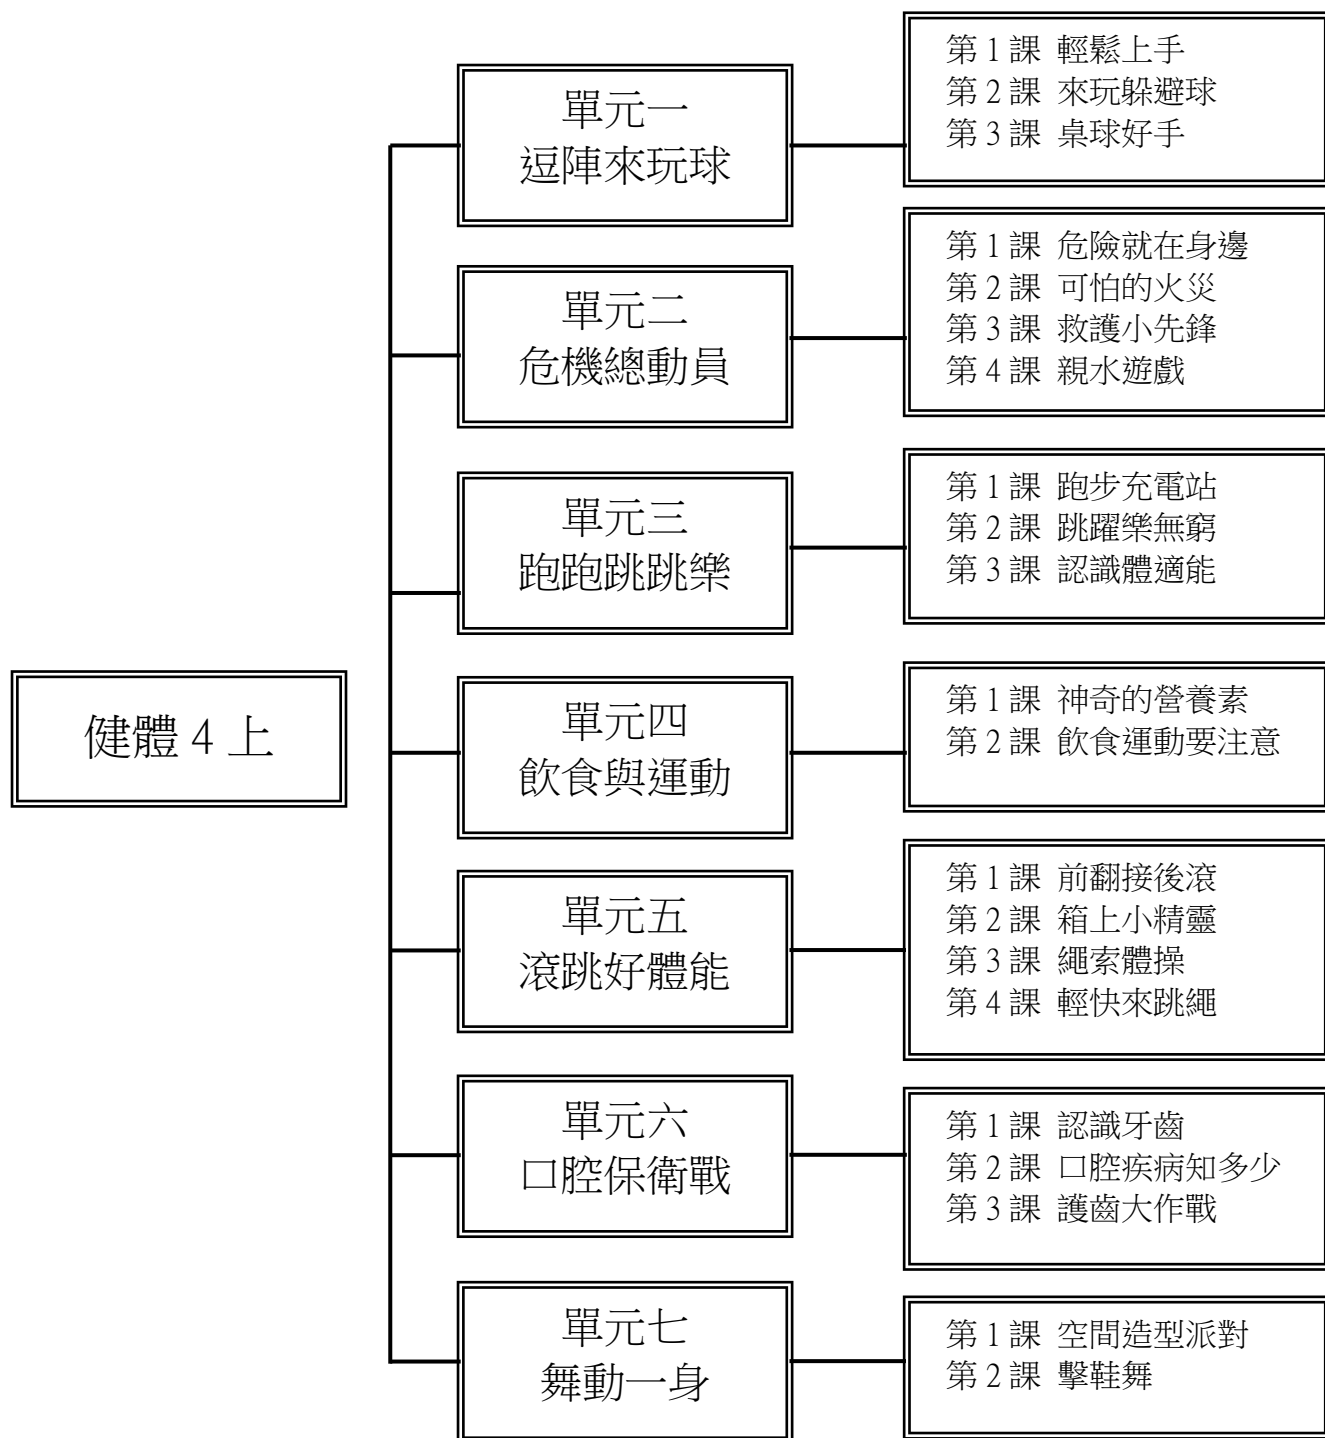 健體 4 上
單元一
逗陣來玩球
第 1 課 輕鬆上手
第 2 課 來玩躲避球
第 3 課 桌球好手
單元二
危機總動員
第 1 課 危險就在身邊
第 2 課 可怕的火災
第 3 課 救護小先鋒
第 4 課 親水遊戲
單元三
跑跑跳跳樂
第 1 課 跑步充電站
第 2 課 跳躍樂無窮
第 3 課 認識體適能
單元四
飲食與運動
第 1 課 神奇的營養素
第 2 課 飲食運動要注意
單元五
滾跳好體能
第 1 課 前翻接後滾
第 2 課 箱上小精靈
第 3 課 繩索體操
第 4 課 輕快來跳繩
單元六
口腔保衛戰
第 1 課 認識牙齒
第 2 課 口腔疾病知多少
第 3 課 護齒大作戰
單元七
舞動一身
第 1 課 空間造型派對
第 2 課 擊鞋舞